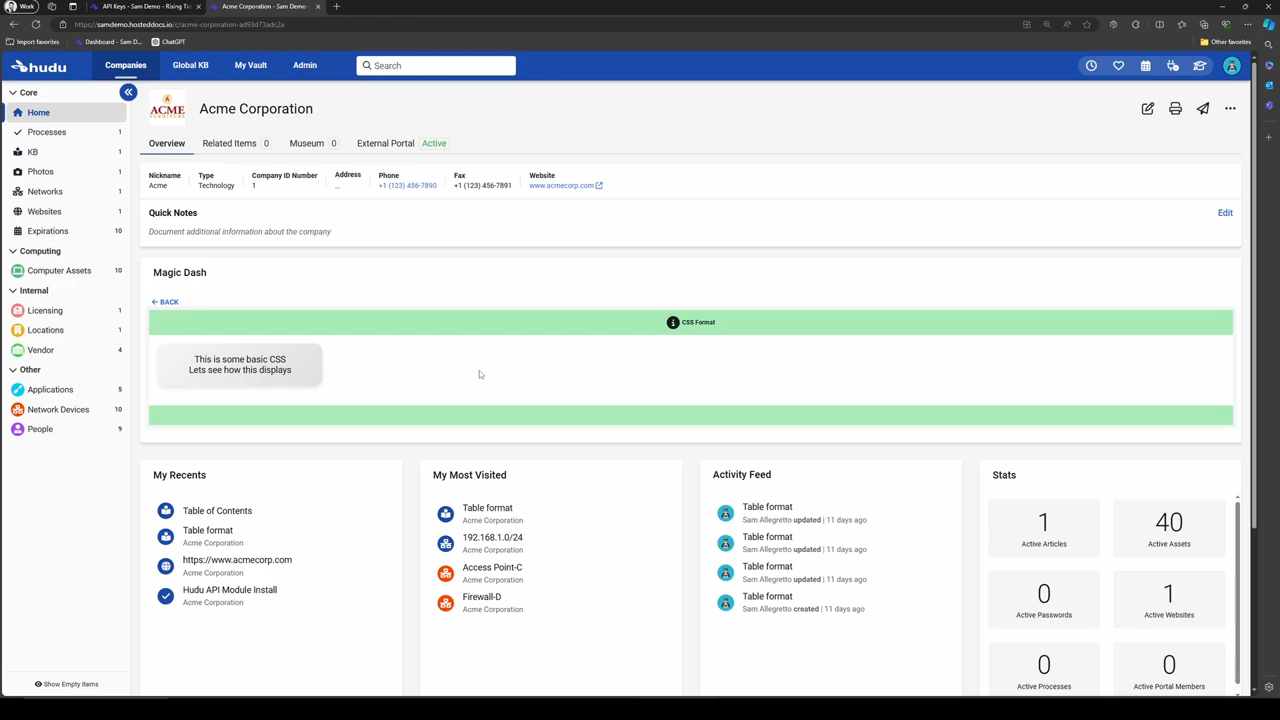 Work
API Keys - Sam Demo - Rising Tid
Acme Corporation - Sam Demo -
https://samdemo.hosteddocs.io/c/acme-corporation-ad93d73adc2a
Import favorites
Dashboard - Sam D...
ChatGPT
Other favorites
hudu
Companies
Global KB
My Vault
Admin
Search
Core
Home
Processes 1
KB 1
Photos 1
Networks 1
Websites 1
Expirations 10
Computing
Computer Assets 10
Internal
Licensing 1
Locations 1
Vendor 4
Other
Applications 5
Network Devices 10
People 9
Show Empty Items
ACME
FURNITURE
Acme Corporation
Overview
Related Items 0
Museum 0
External Portal Active
Nickname
Acme
Type
Technology
Company ID Number
1
Address
...
Phone
+1 (123) 456-7890
Fax
+1 (123) 456-7891
Website
www.acmecorp.com
Quick Notes
Edit
Document additional information about the company
Magic Dash
BACK
CSS Format
This is some basic CSS
Lets see how this displays
My Recents
Table of Contents
Table format
Acme Corporation
https://www.acmecorp.com
Acme Corporation
Hudu API Module Install
Acme Corporation
My Most Visited
Table format
Acme Corporation
192.168.1.0/24
Acme Corporation
Access Point-C
Acme Corporation
Firewall-D
Acme Corporation
Activity Feed
Table format
Sam Allegretto updated | 11 days ago
Table format
Sam Allegretto updated | 11 days ago
Table format
Sam Allegretto updated | 11 days ago
Table format
Sam Allegretto created | 11 days ago
Stats
1
Active Articles
40
Active Assets
0
Active Passwords
1
Active Websites
0
Active Processes
0
Active Portal Members